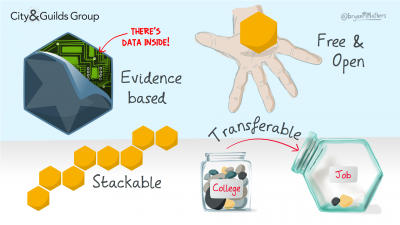 City&Guilds Group
@bryanMMathers
THERE'S
DATA INSIDE!
Evidence
based
Free &
Open
Stackable
Transferable
College
Job